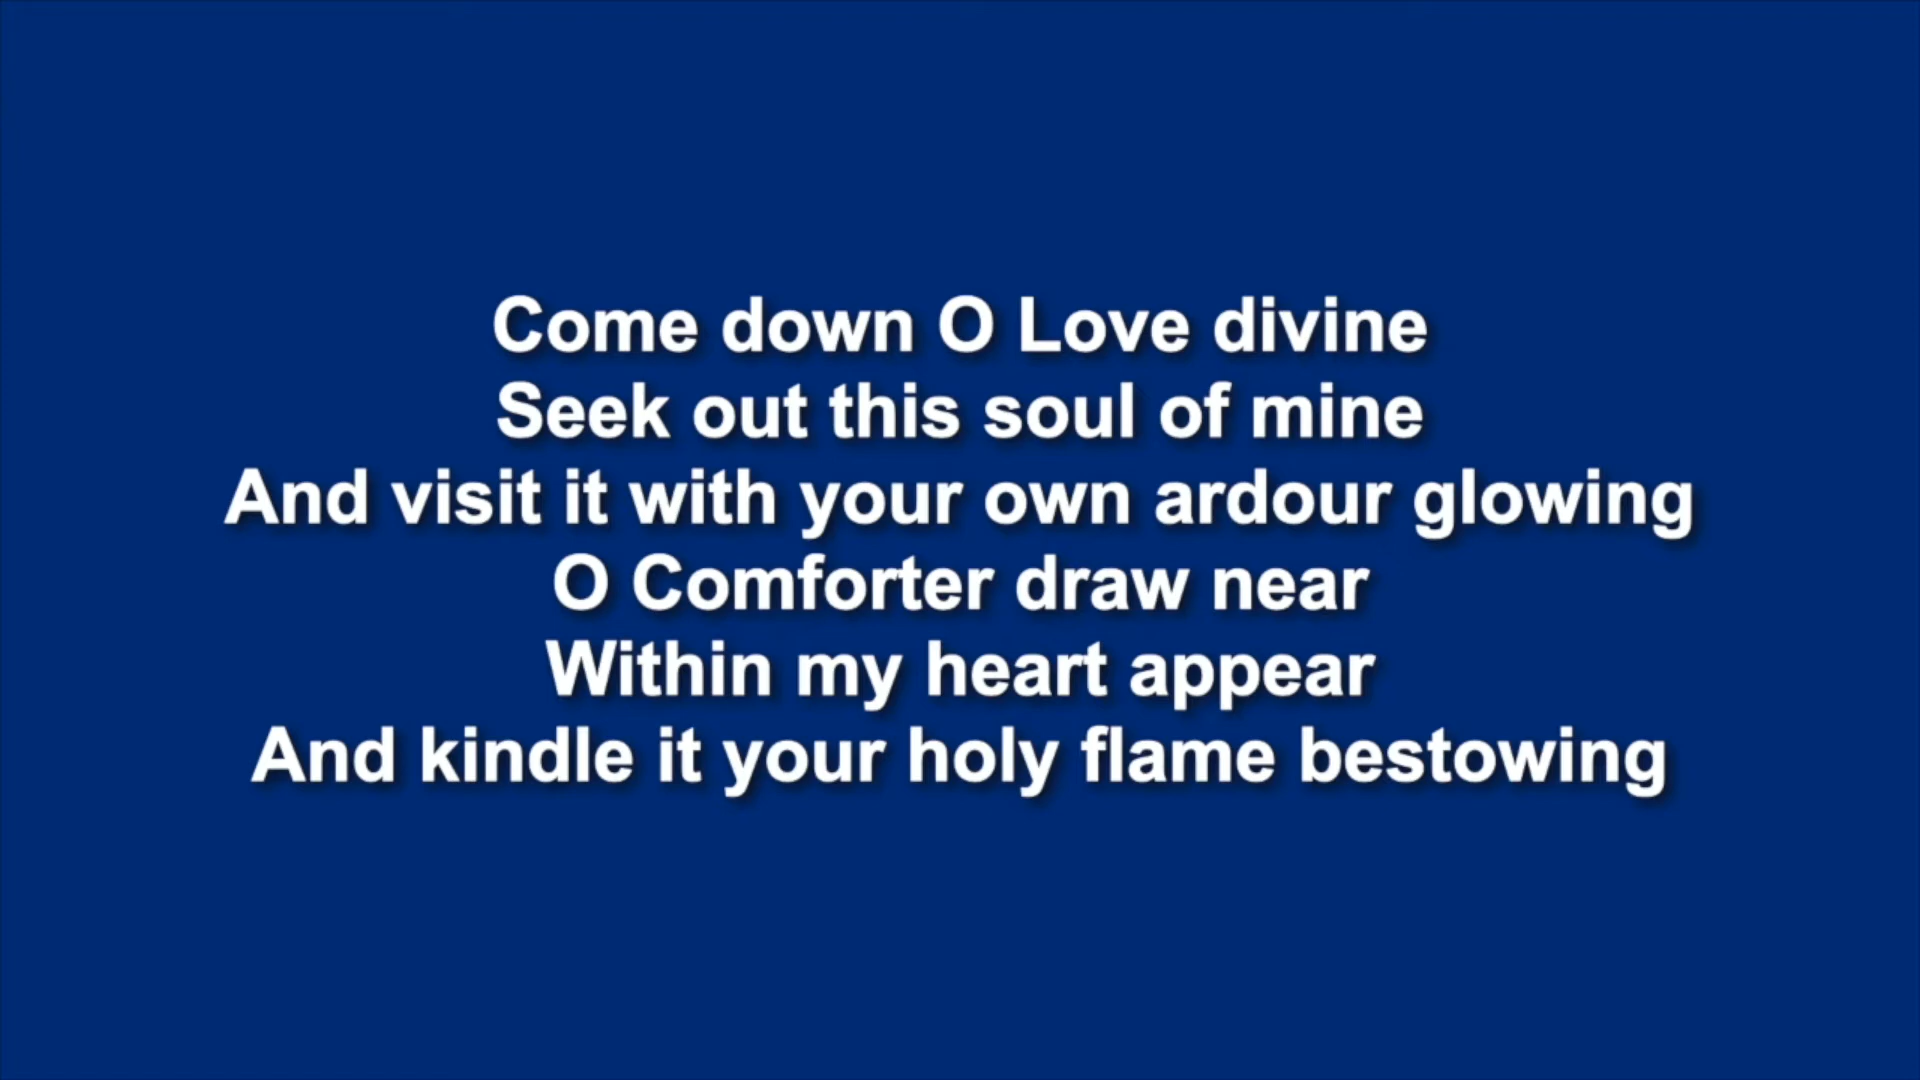 Come down O Love divine
Seek out this soul of mine
And visit it with your own ardour glowing
O Comforter draw near
Within my heart appear
And kindle it your holy flame bestowing